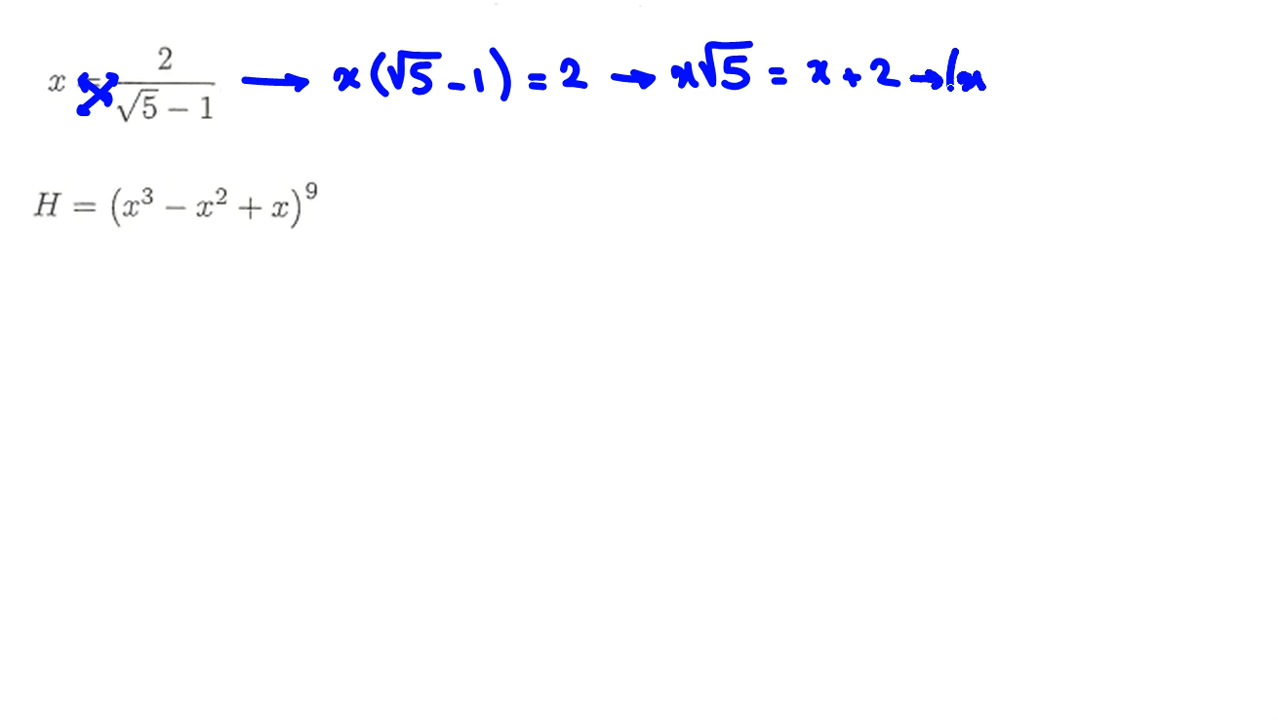 x = 2/(√5 − 1) → x(√5 - 1) = 2 → x√5 = x + 2 → (x
H = (x³ − x² + x)⁹